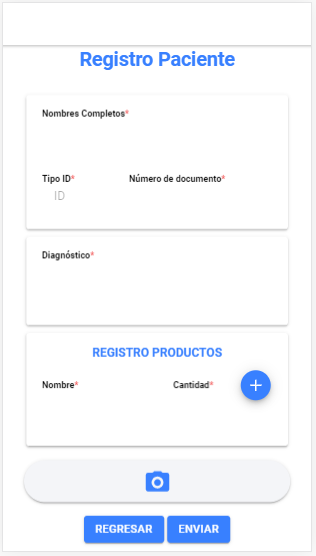 Registro Paciente
Nombres Completos*
Tipo ID* Número de documento*
ID
Diagnóstico*
REGISTRO PRODUCTOS
Nombre* Cantidad*
REGRESAR ENVIAR